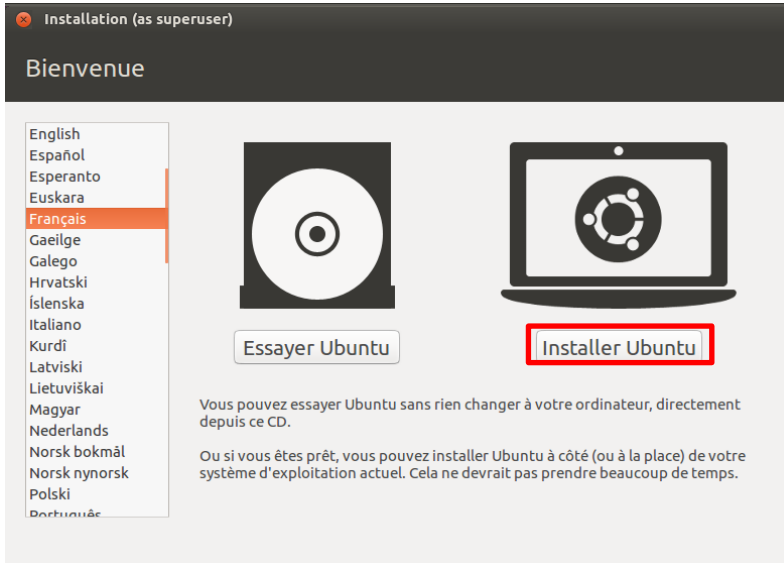 Installation (as superuser)
Bienvenue
English
Español
Esperanto
Euskara
Français
Gaeilge
Galego
Hrvatski
Íslenska
Italiano
Kurdî
Latviski
Lietuviškai
Magyar
Nederlands
Norsk bokmål
Norsk nynorsk
Polski
Português
Essayer Ubuntu
Installer Ubuntu
Vous pouvez essayer Ubuntu sans rien changer à votre ordinateur, directement
depuis ce CD.
Ou si vous êtes prêt, vous pouvez installer Ubuntu à côté (ou à la place) de votre
système d'exploitation actuel. Cela ne devrait pas prendre beaucoup de temps.